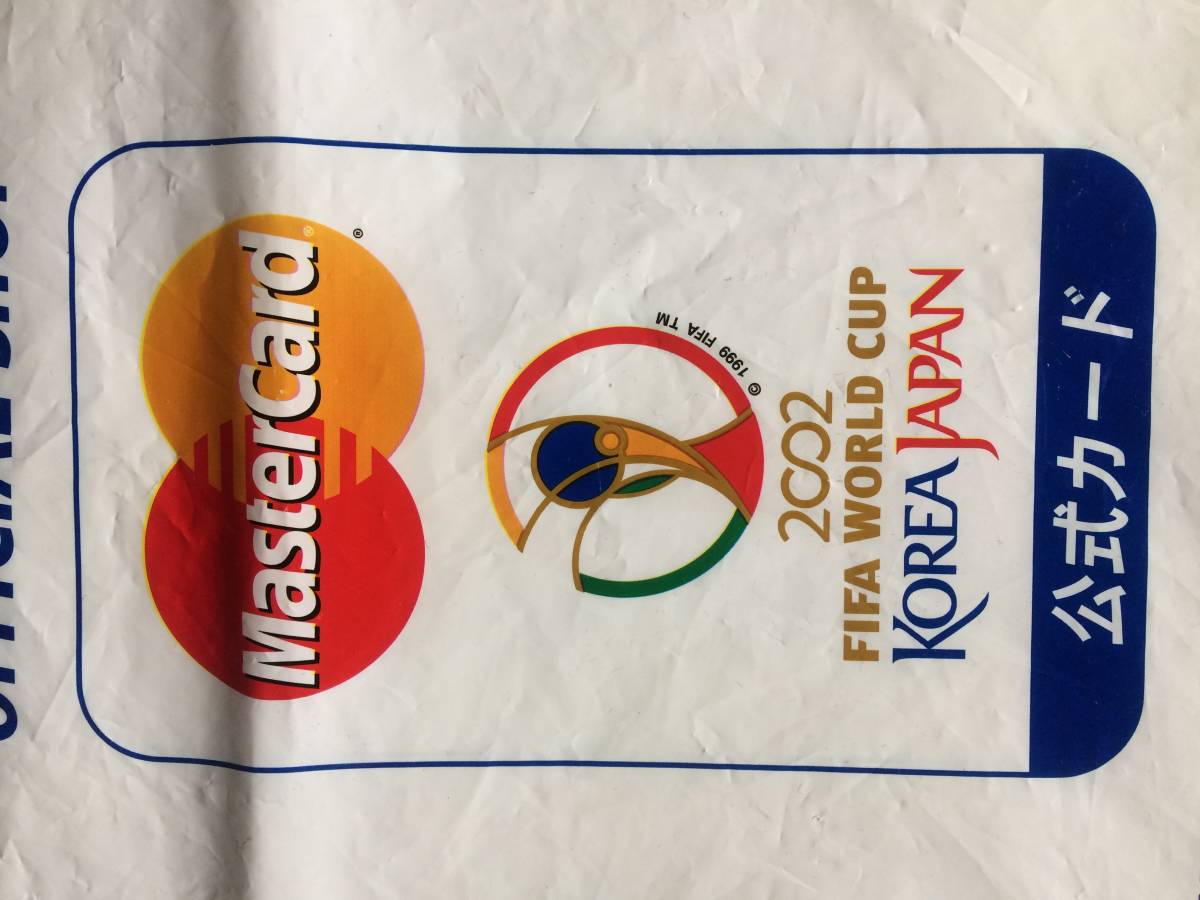 MasterCard®
®
© 1999 FIFA TM
2002
FIFA WORLD CUP
KOREA JAPAN
公式カード